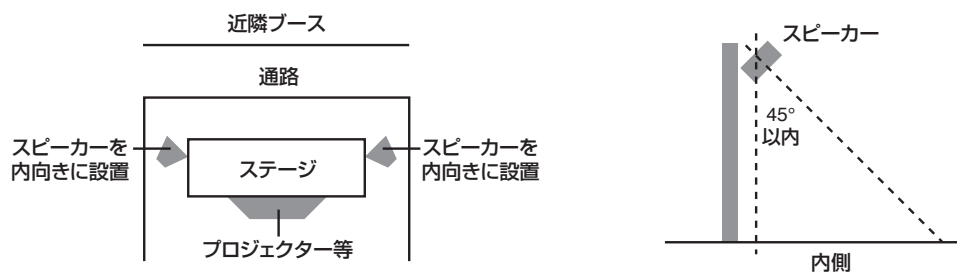 近隣ブース
通路
スピーカーを
内向きに設置
ステージ
スピーカーを
内向きに設置
プロジェクター等
スピーカー
45°
以内
内側